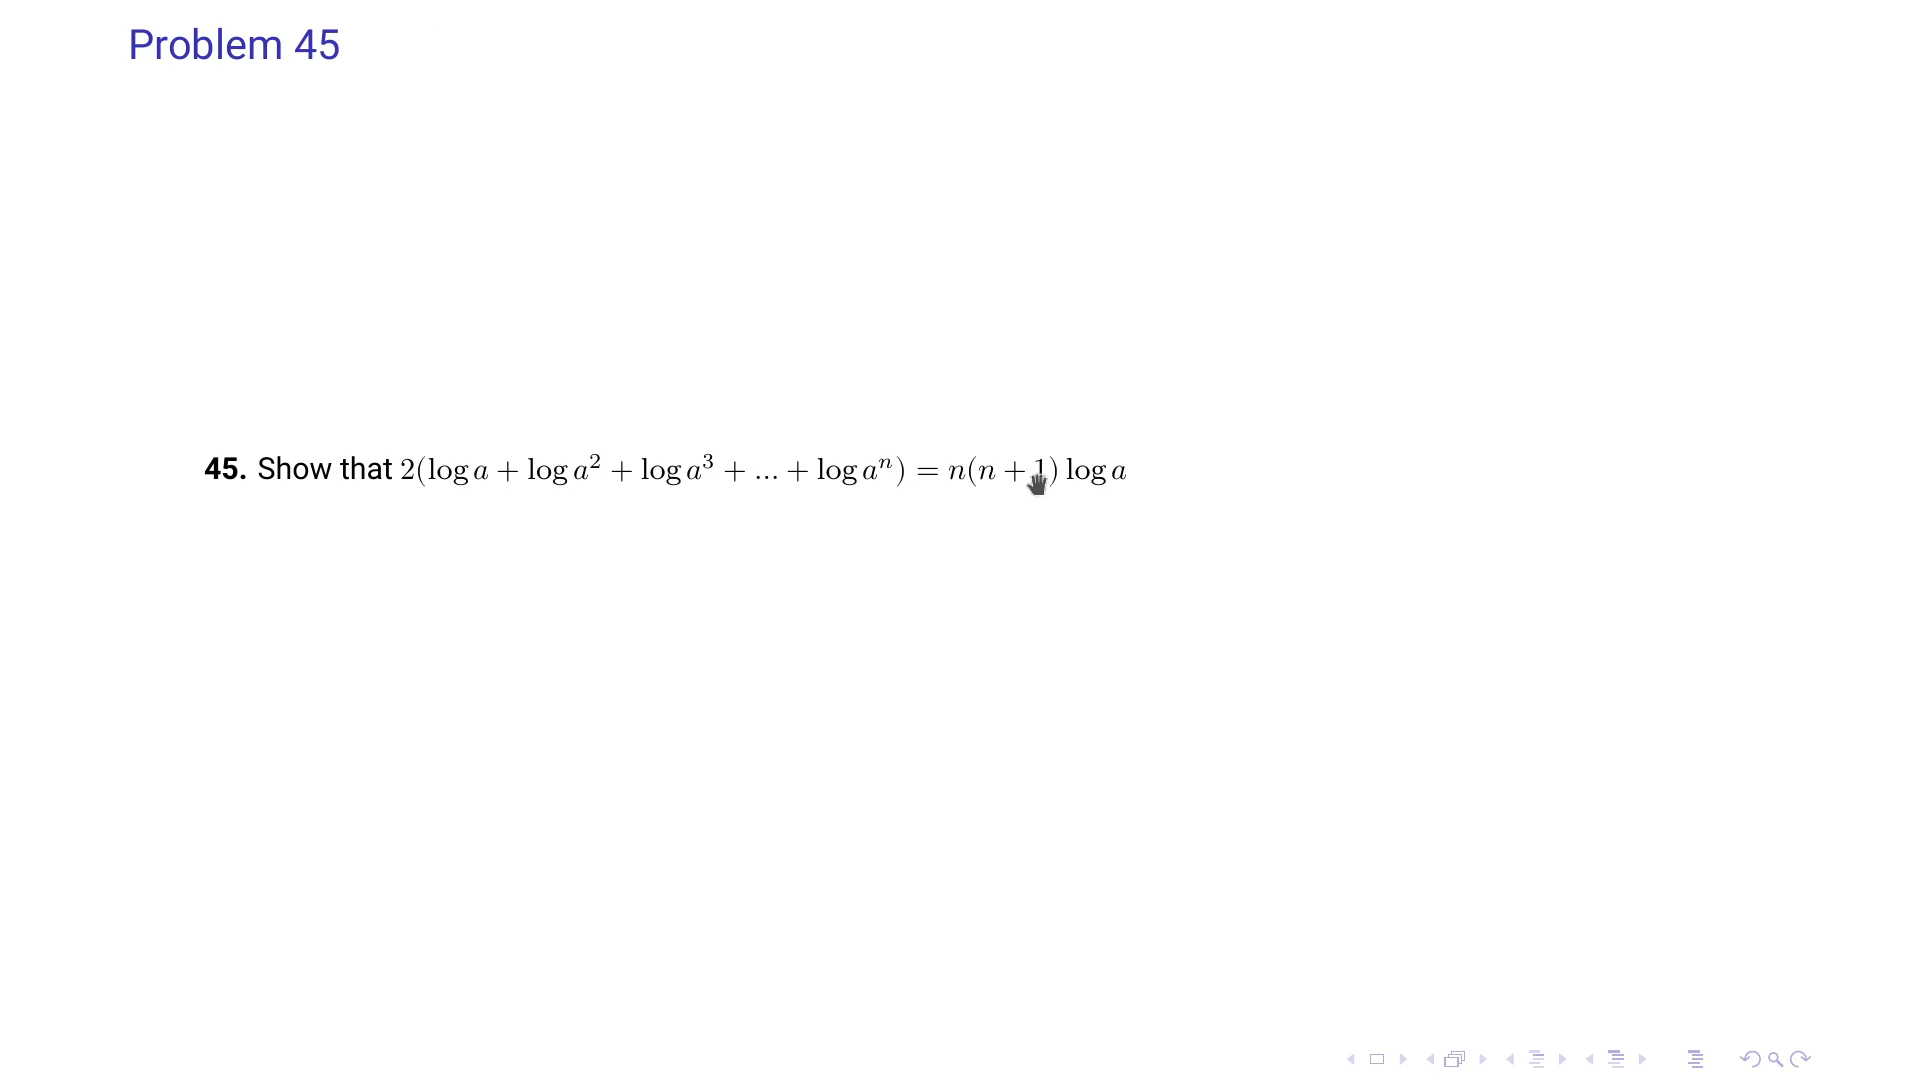 Problem 45
45. Show that 2(log a + log a² + log a³ + ... + log aⁿ) = n(n + 1) log a